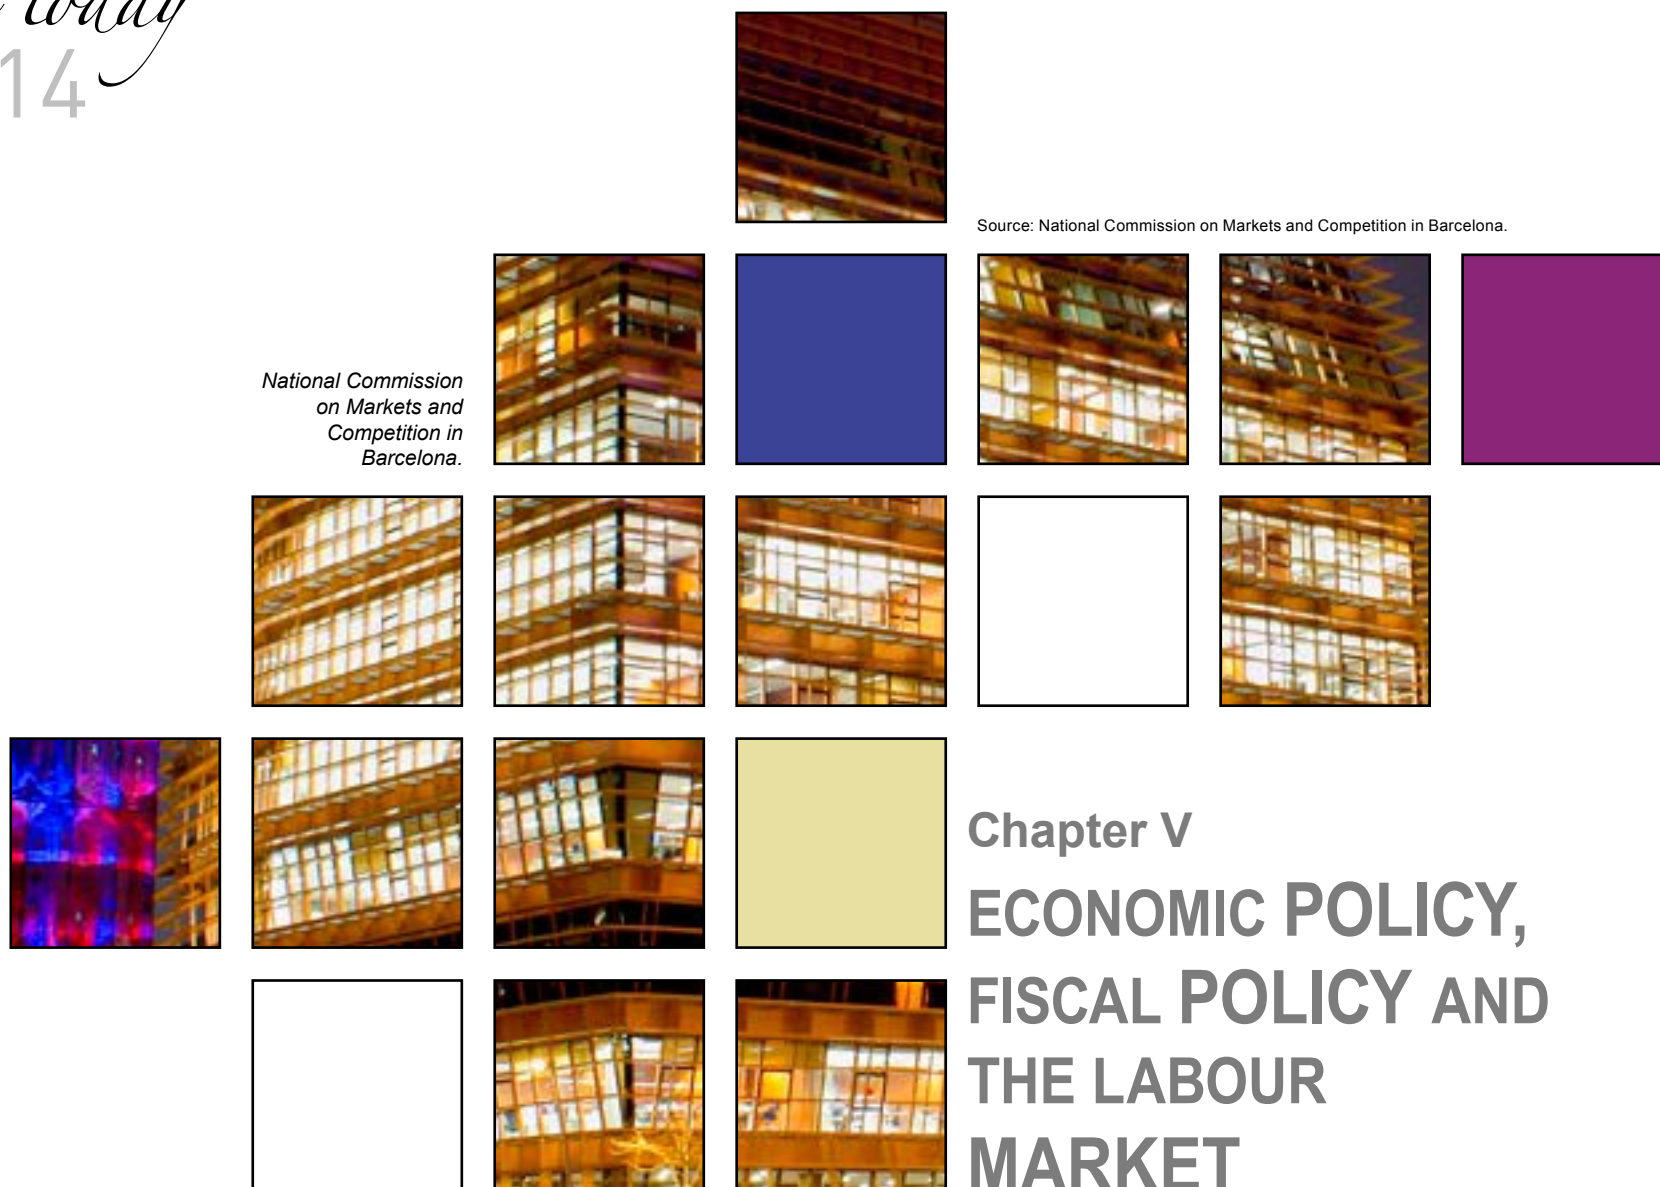 today
14
Source: National Commission on Markets and Competition in Barcelona.
National Commission
on Markets and
Competition in
Barcelona.
Chapter V
ECONOMIC POLICY,
FISCAL POLICY AND
THE LABOUR
MARKET